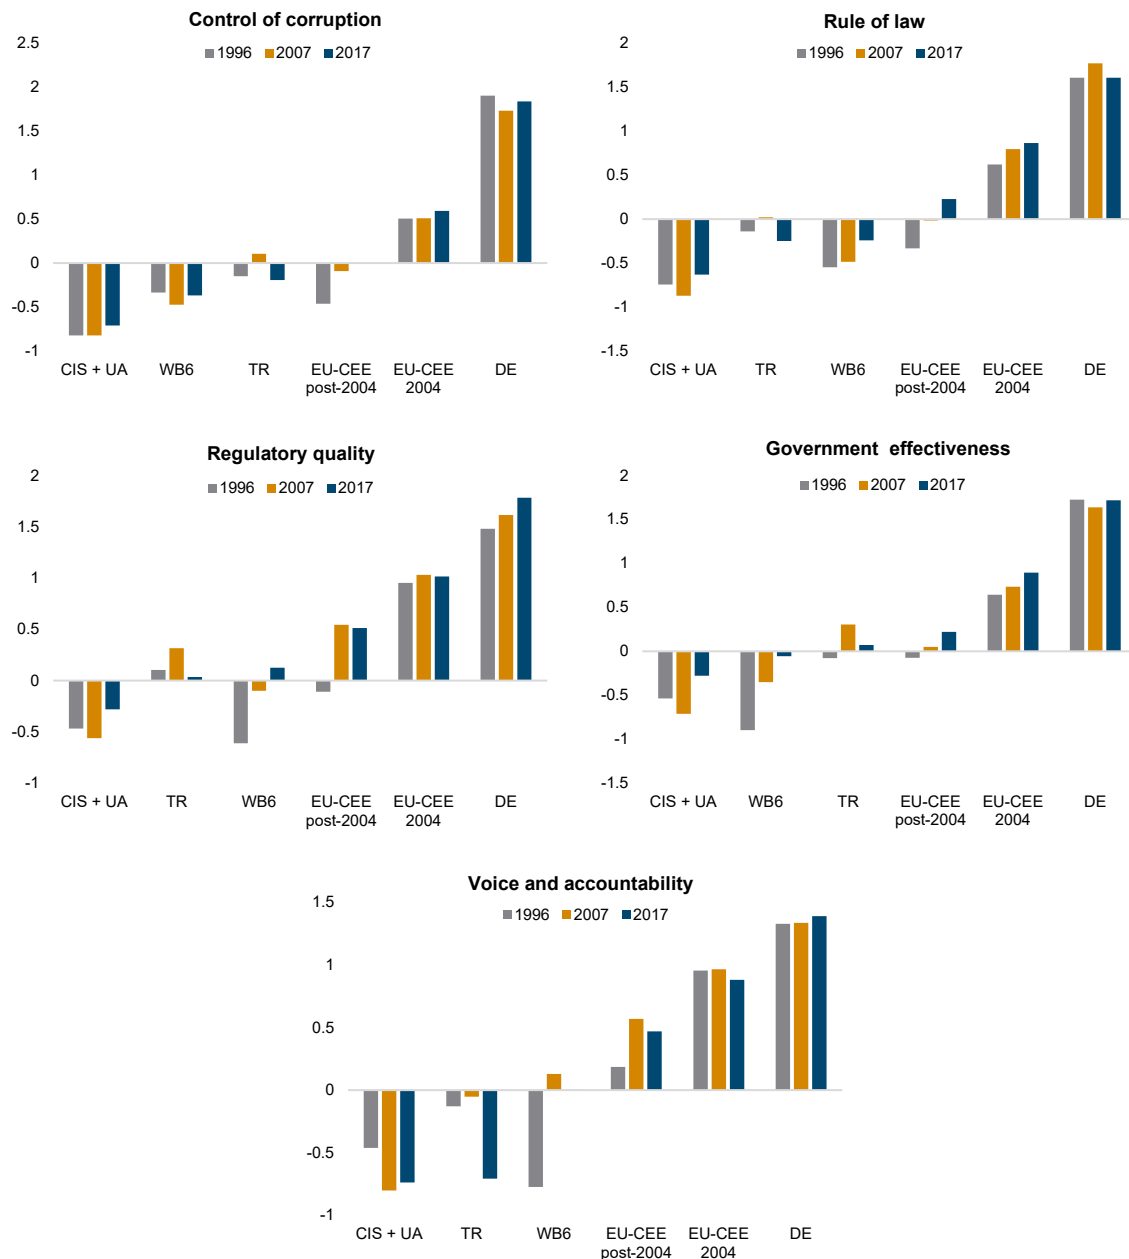 Control of corruption
1996 2007 2017
2.5
2
1.5
1
0.5
0
-0.5
-1
CIS + UA WB6 TR EU-CEE EU-CEE DE
post-2004 2004
Rule of law
1996 2007 2017
2
1.5
1
0.5
0
-0.5
-1
-1.5
CIS + UA TR WB6 EU-CEE EU-CEE DE
post-2004 2004
Regulatory quality
1996 2007 2017
2
1.5
1
0.5
0
-0.5
-1
CIS + UA TR WB6 EU-CEE EU-CEE DE
post-2004 2004
Government effectiveness
1996 2007 2017
2
1.5
1
0.5
0
-0.5
-1
-1.5
CIS + UA WB6 TR EU-CEE EU-CEE DE
post-2004 2004
Voice and accountability
1996 2007 2017
1.5
1
0.5
0
-0.5
-1
CIS + UA TR WB6 EU-CEE EU-CEE DE
post-2004 2004